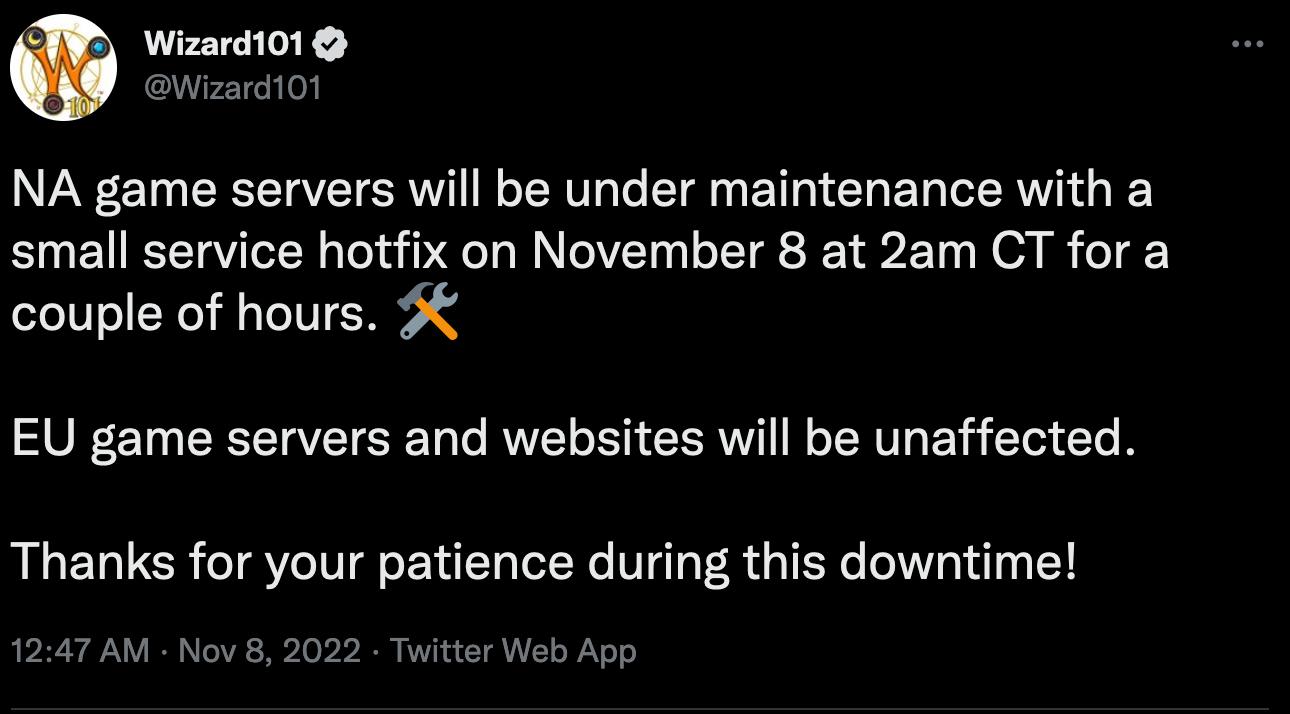 Wizard101
@Wizard101
NA game servers will be under maintenance with a
small service hotfix on November 8 at 2am CT for a
couple of hours. 🛠
EU game servers and websites will be unaffected.
Thanks for your patience during this downtime!
12:47 AM · Nov 8, 2022 · Twitter Web App
W
101